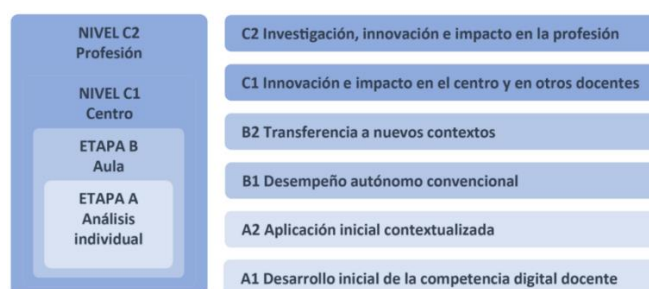 NIVEL C2
Profesión
NIVEL C1
Centro
ETAPA B
Aula
ETAPA A
Análisis
individual
C2 Investigación, innovación e impacto en la profesión
C1 Innovación e impacto en el centro y en otros docentes
B2 Transferencia a nuevos contextos
B1 Desempeño autónomo convencional
A2 Aplicación inicial contextualizada
A1 Desarrollo inicial de la competencia digital docente